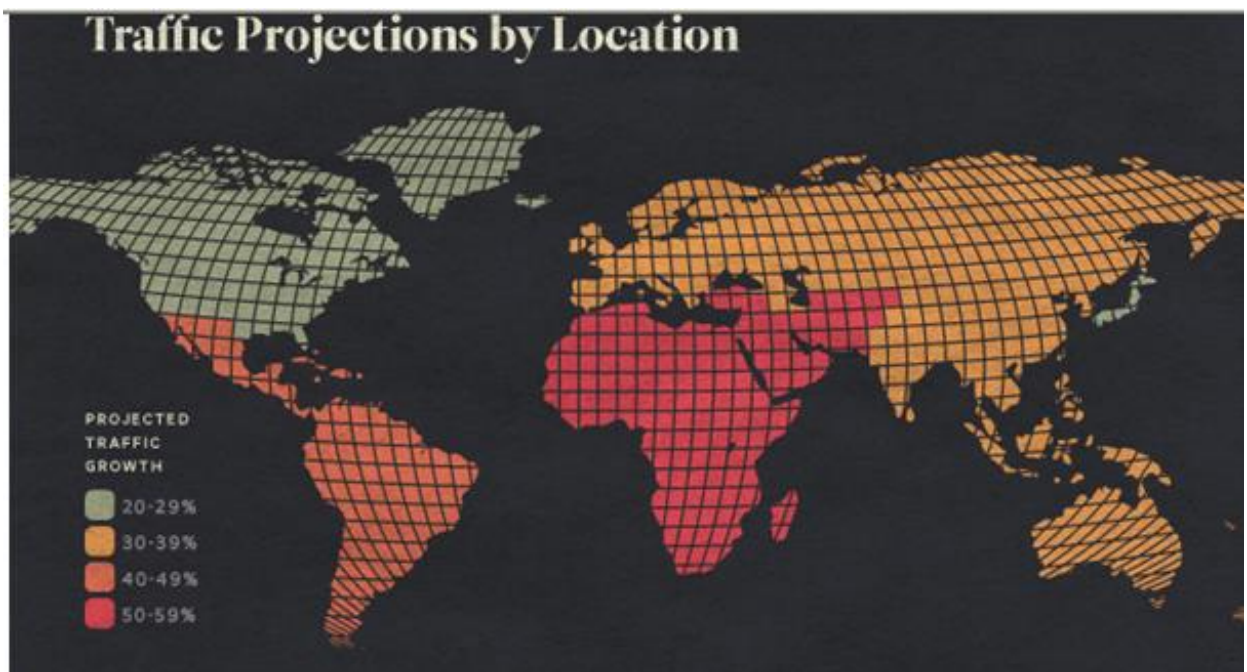 Traffic Projections by Location
PROJECTED
TRAFFIC
GROWTH
20-29%
30-39%
40-49%
50-59%